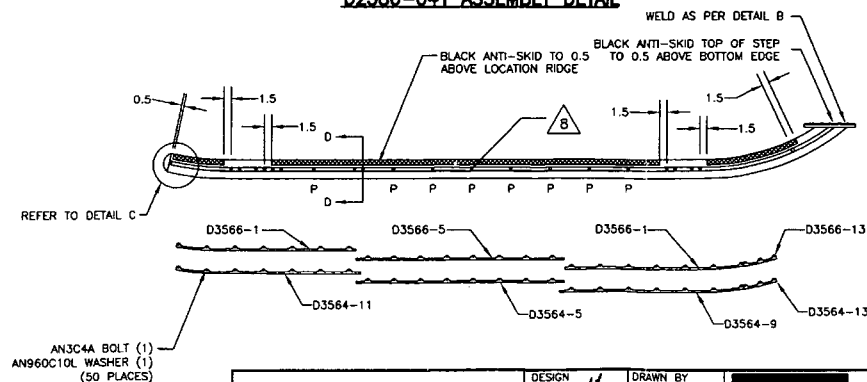 ASSEMBLY DETAIL
WELD AS PER DETAIL B
BLACK ANTI-SKID TO 0.5
ABOVE LOCATION RIDGE
BLACK ANTI-SKID TOP OF STEP
TO 0.5 ABOVE BOTTOM EDGE
0.5
1.5
1.5
D
8
1.5
1.5
1.5
D
P P P P P P P P
REFER TO DETAIL C
D3566-1
D3566-5
D3566-1
D3566-13
D3564-11
D3564-5
D3564-9
D3564-13
AN3C4A BOLT (1)
AN960C10L WASHER (1)
(50 PLACES)
DESIGN
DRAWN BY